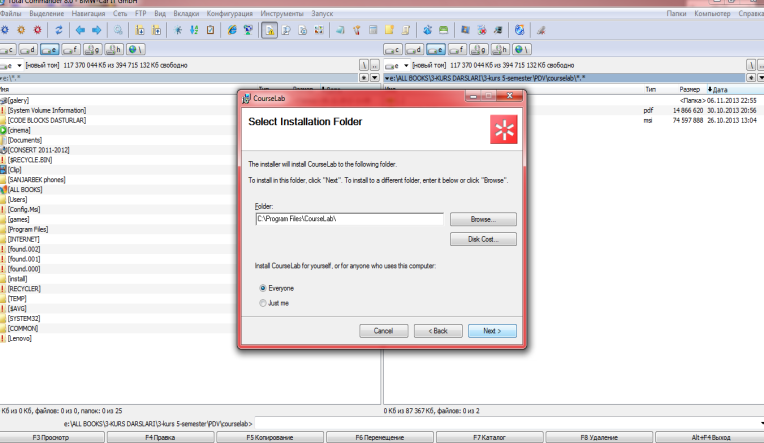 Total Commander 8.0 - BMW-Car IT GmbH
Файлы Выделение Навигация Сеть FTP Вид Вкладки Конфигурация Инструменты Запуск Папки Компьютер Справка
c d e f g h \
c d e f g h \
e [новый том] 117 370 044 Кб из 394 715 132 Кб свободно \ ..
e [новый том] 117 370 044 Кб из 394 715 132 Кб свободно \ ..
e:\*.*
e:\ALL BOOKS\3-KURS DARSLARI\3-kurs 5-semester\PDV\courselab\*.*
Имя Тип Размер Дата
Имя Тип Размер Дата
[galery]
[System Volume Information]
[CODE BLOCKS DASTURLAR]
[cinema]
[Documents]
[CONSERT 2011-2012]
[$RECYCLE.BIN]
[Clip]
[SANJARBEK phones]
[ALL BOOKS]
[Users]
[Config.Msi]
[games]
[Program Files]
[INTERNET]
[found.002]
[found.001]
[found.000]
[install]
[RECYCLER]
[TEMP]
[$AVG]
[SYSTEM32]
[COMMON]
[Lenovo]
<Папка> 06.11.2013 22:55
pdf 14 866 620 30.10.2013 20:56
msi 74 597 888 26.10.2013 13:04
CourseLab
Select Installation Folder
The installer will install CourseLab to the following folder.
To install in this folder, click "Next". To install to a different folder, enter it below or click "Browse".
Folder:
C:\Program Files\CourseLab\
Browse...
Disk Cost...
Install CourseLab for yourself, or for anyone who uses this computer:
Everyone
Just me
Cancel < Back Next >
Кб из 0 Кб, файлов: 0 из 0, папок: 0 из 25
0 Кб из 87 367 Кб, файлов: 0 из 2
e:\ALL BOOKS\3-KURS DARSLARI\3-kurs 5-semester\PDV\courselab>
F3 Просмотр F4 Правка F5 Копирование F6 Перемещение F7 Каталог F8 Удаление Alt+F4 Выход